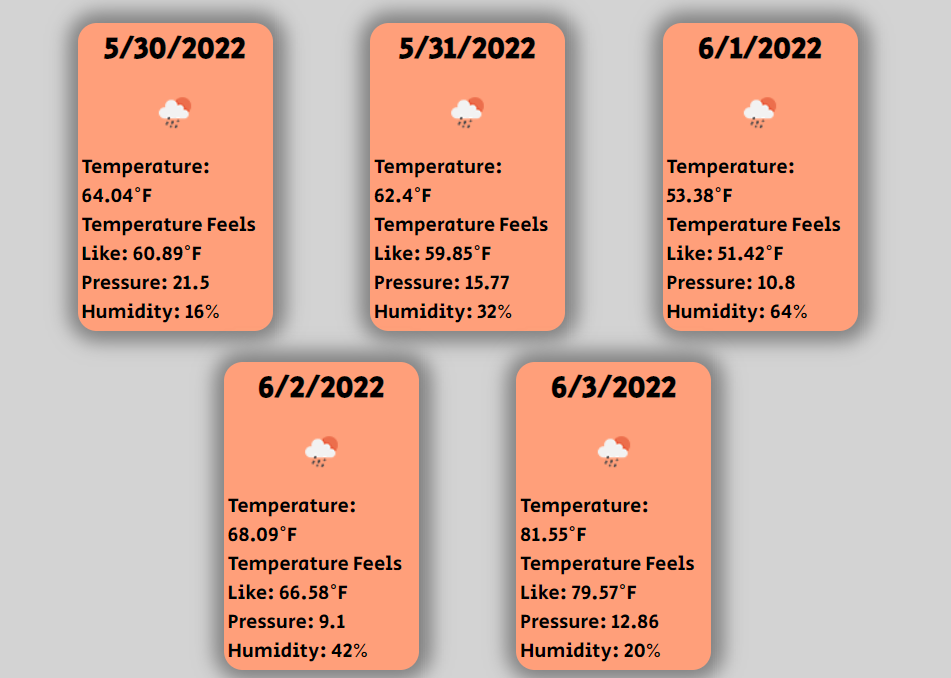 5/30/2022
Temperature:
64.04°F
Temperature Feels
Like: 60.89°F
Pressure: 21.5
Humidity: 16%
5/31/2022
Temperature:
62.4°F
Temperature Feels
Like: 59.85°F
Pressure: 15.77
Humidity: 32%
6/1/2022
Temperature:
53.38°F
Temperature Feels
Like: 51.42°F
Pressure: 10.8
Humidity: 64%
6/2/2022
Temperature:
68.09°F
Temperature Feels
Like: 66.58°F
Pressure: 9.1
Humidity: 42%
6/3/2022
Temperature:
81.55°F
Temperature Feels
Like: 79.57°F
Pressure: 12.86
Humidity: 20%